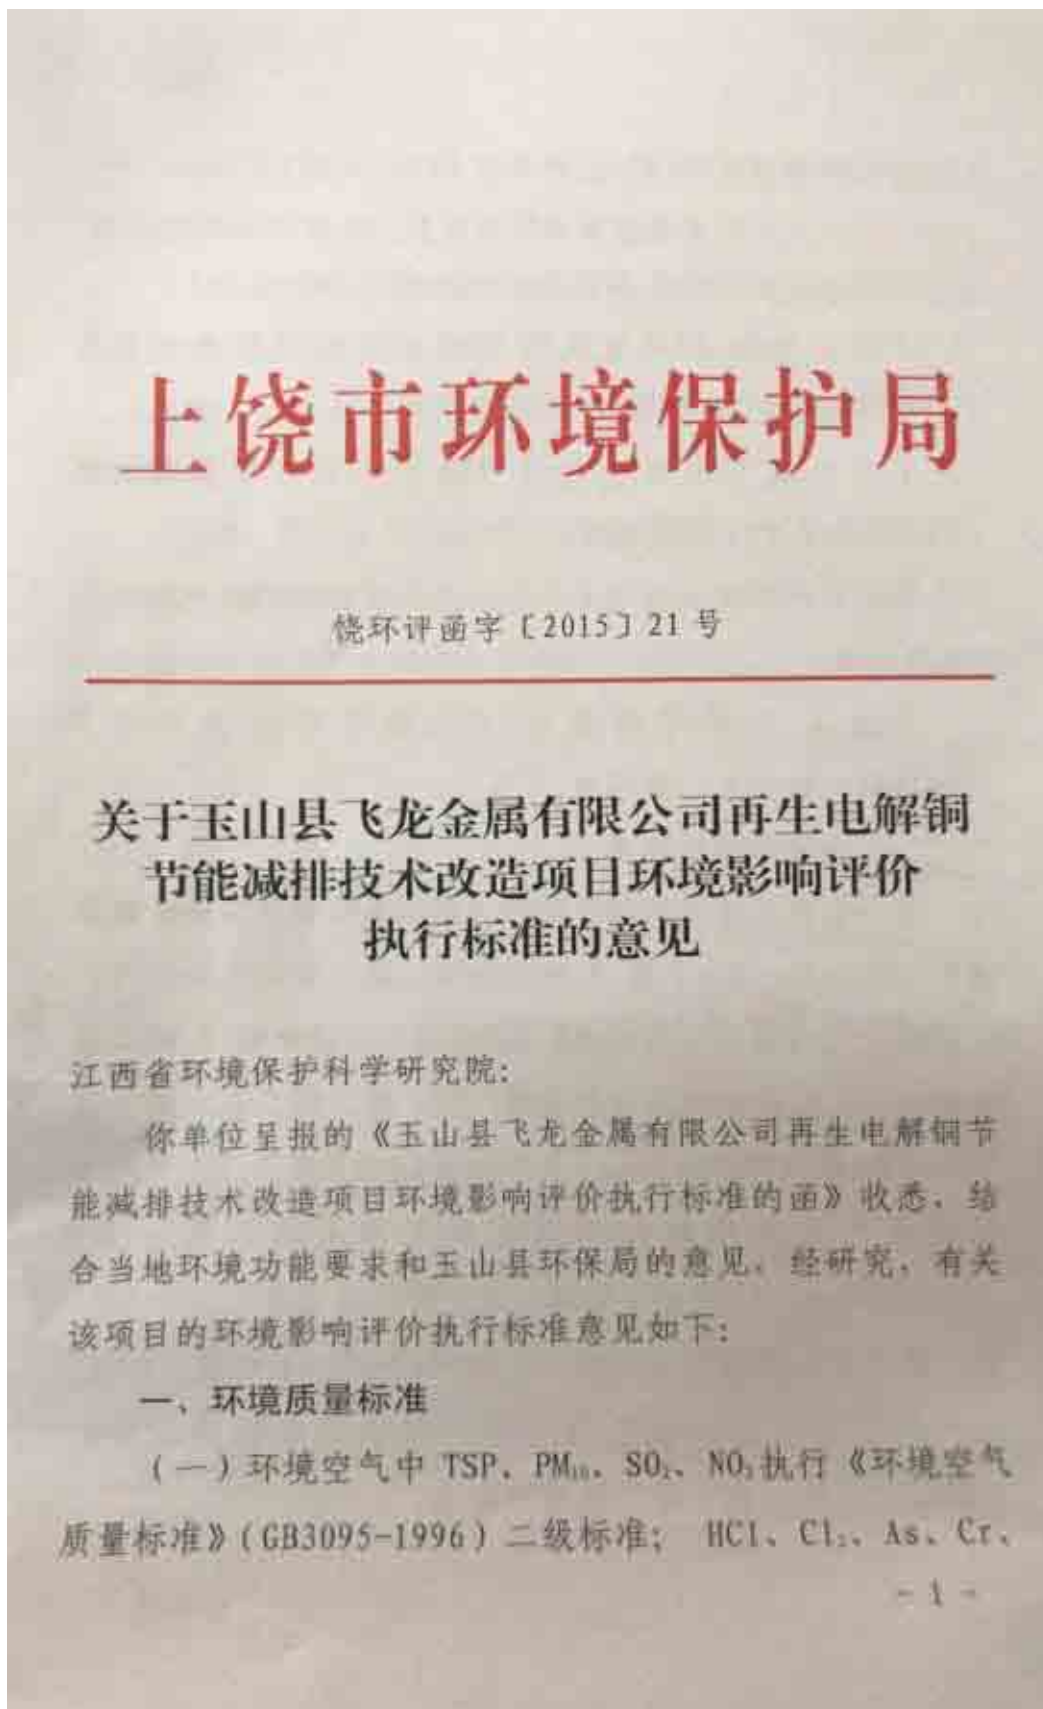 上饶市环境保护局
饶环评函字〔2015〕21号
关于玉山县飞龙金属有限公司再生电解铜
节能减排技术改造项目环境影响评价
执行标准的意见
江西省环境保护科学研究院:
你单位呈报的《玉山县飞龙金属有限公司再生电解铜节
能减排技术改造项目环境影响评价执行标准的函》收悉，结
合当地环境功能要求和玉山县环保局的意见，经研究，有关
该项目的环境影响评价执行标准意见如下:
一、环境质量标准
(一)环境空气中 TSP、PM₁₀、SO₂、NO₂执行《环境空气
质量标准》(GB3095-1996)二级标准; HCl、Cl₂、As、Cr、
- 1 -